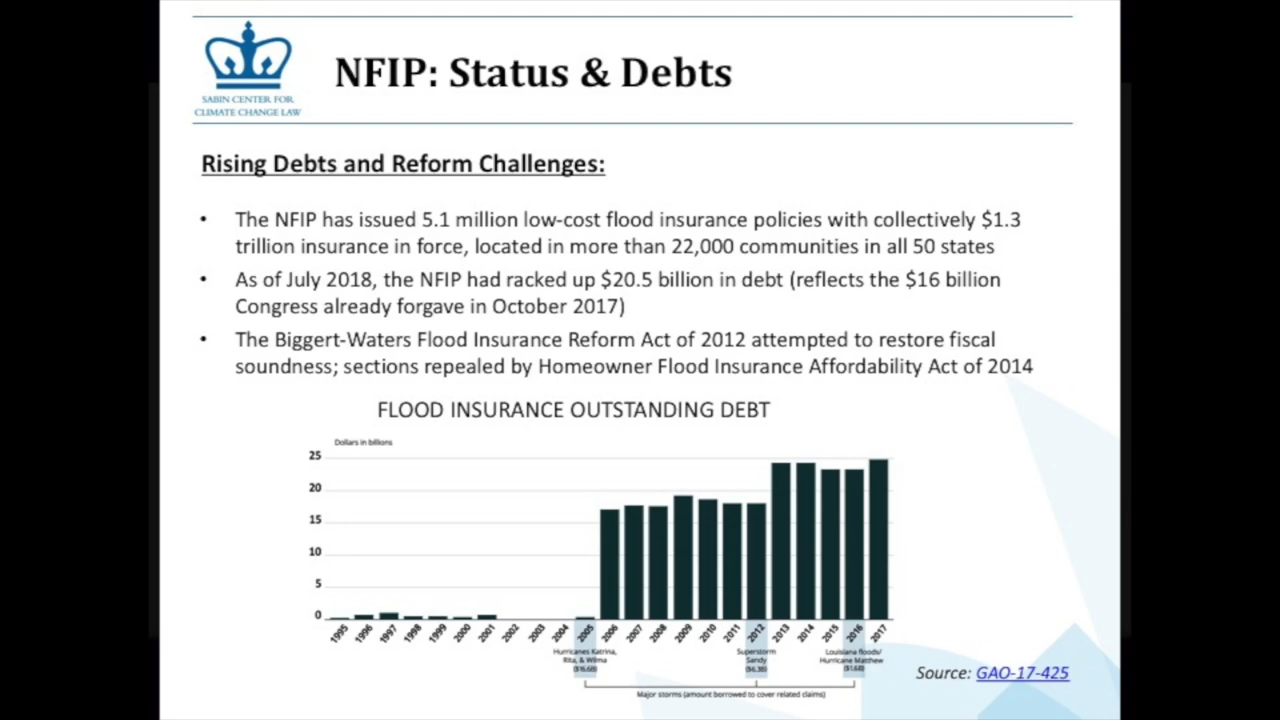 SABIN CENTER FOR
CLIMATE CHANGE LAW
NFIP: Status & Debts
Rising Debts and Reform Challenges:
• The NFIP has issued 5.1 million low-cost flood insurance policies with collectively $1.3
trillion insurance in force, located in more than 22,000 communities in all 50 states
• As of July 2018, the NFIP had racked up $20.5 billion in debt (reflects the $16 billion
Congress already forgave in October 2017)
• The Biggert-Waters Flood Insurance Reform Act of 2012 attempted to restore fiscal
soundness; sections repealed by Homeowner Flood Insurance Affordability Act of 2014
FLOOD INSURANCE OUTSTANDING DEBT
Dollars in billions
25
20
15
10
5
0
1995 1996 1997 1998 1999 2000 2001 2002 2003 2004 2005 2006 2007 2008 2009 2010 2011 2012 2013 2014 2015 2016 2017
Hurricanes Katrina,
Rita, & Wilma
($16.6B)
Superstorm
Sandy
($6.3B)
Louisiana floods/
Hurricane Matthew
($1.6B)
Major storms (amount borrowed to cover related claims)
Source: GAO-17-425